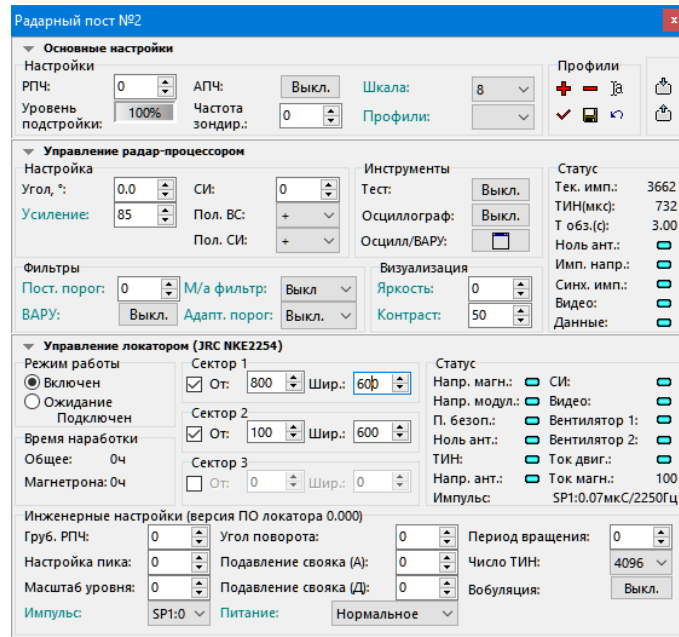 Радарный пост №2
x
Основные настройки
Настройки
Профили
РПЧ: 0 АПЧ: Выкл. Шкала: 8
Уровень подстройки: 100% Частота зондир.: 0 Профили:
Управление радар-процессором
Настройка
Инструменты
Статус
Угол, °: 0.0 СИ: 0 Тест: Выкл. Тек. имп.: 3662
Усиление: 85 Пол. ВС: + Осциллограф: Выкл. ТИН(мкс): 732
Пол. СИ: + Осцилл/ВАРУ: Т обз.(с): 3.00
Ноль ант.:
Фильтры
Визуализация
Имп. напр.:
Пост. порог: 0 М/а фильтр: Выкл Яркость: 0 Синх. имп.:
Видео:
ВАРУ: Выкл. Адапт. порог: Выкл. Контраст: 50 Данные:
Управление локатором (JRC NKE2254)
Режим работы
Сектор 1
Статус
Включен От: 800 Шир.: 600 Напр. магн.: СИ:
Ожидание Напр. модул.: Видео:
Подключен
Сектор 2
П. безоп.: Вентилятор 1:
Время наработки
От: 100 Шир.: 600 Ноль ант.: Вентилятор 2:
Общее: 0ч
Сектор 3
ТИН: Ток двиг.:
Магнетрона: 0ч От: 0 Шир.: 0 Напр. ант.: Ток магн.: 100
Импульс: SP1:0.07мкС/2250Гц
Инженерные настройки (версия ПО локатора 0.000)
Груб. РПЧ: 0 Угол поворота: 0 Период вращения: 0
Настройка пика: 0 Подавление свояка (А): 0 Число ТИН: 4096
Масштаб уровня: 0 Подавление свояка (Д): 0 Вобуляция: Выкл.
Импульс: SP1:0 Питание: Нормальное